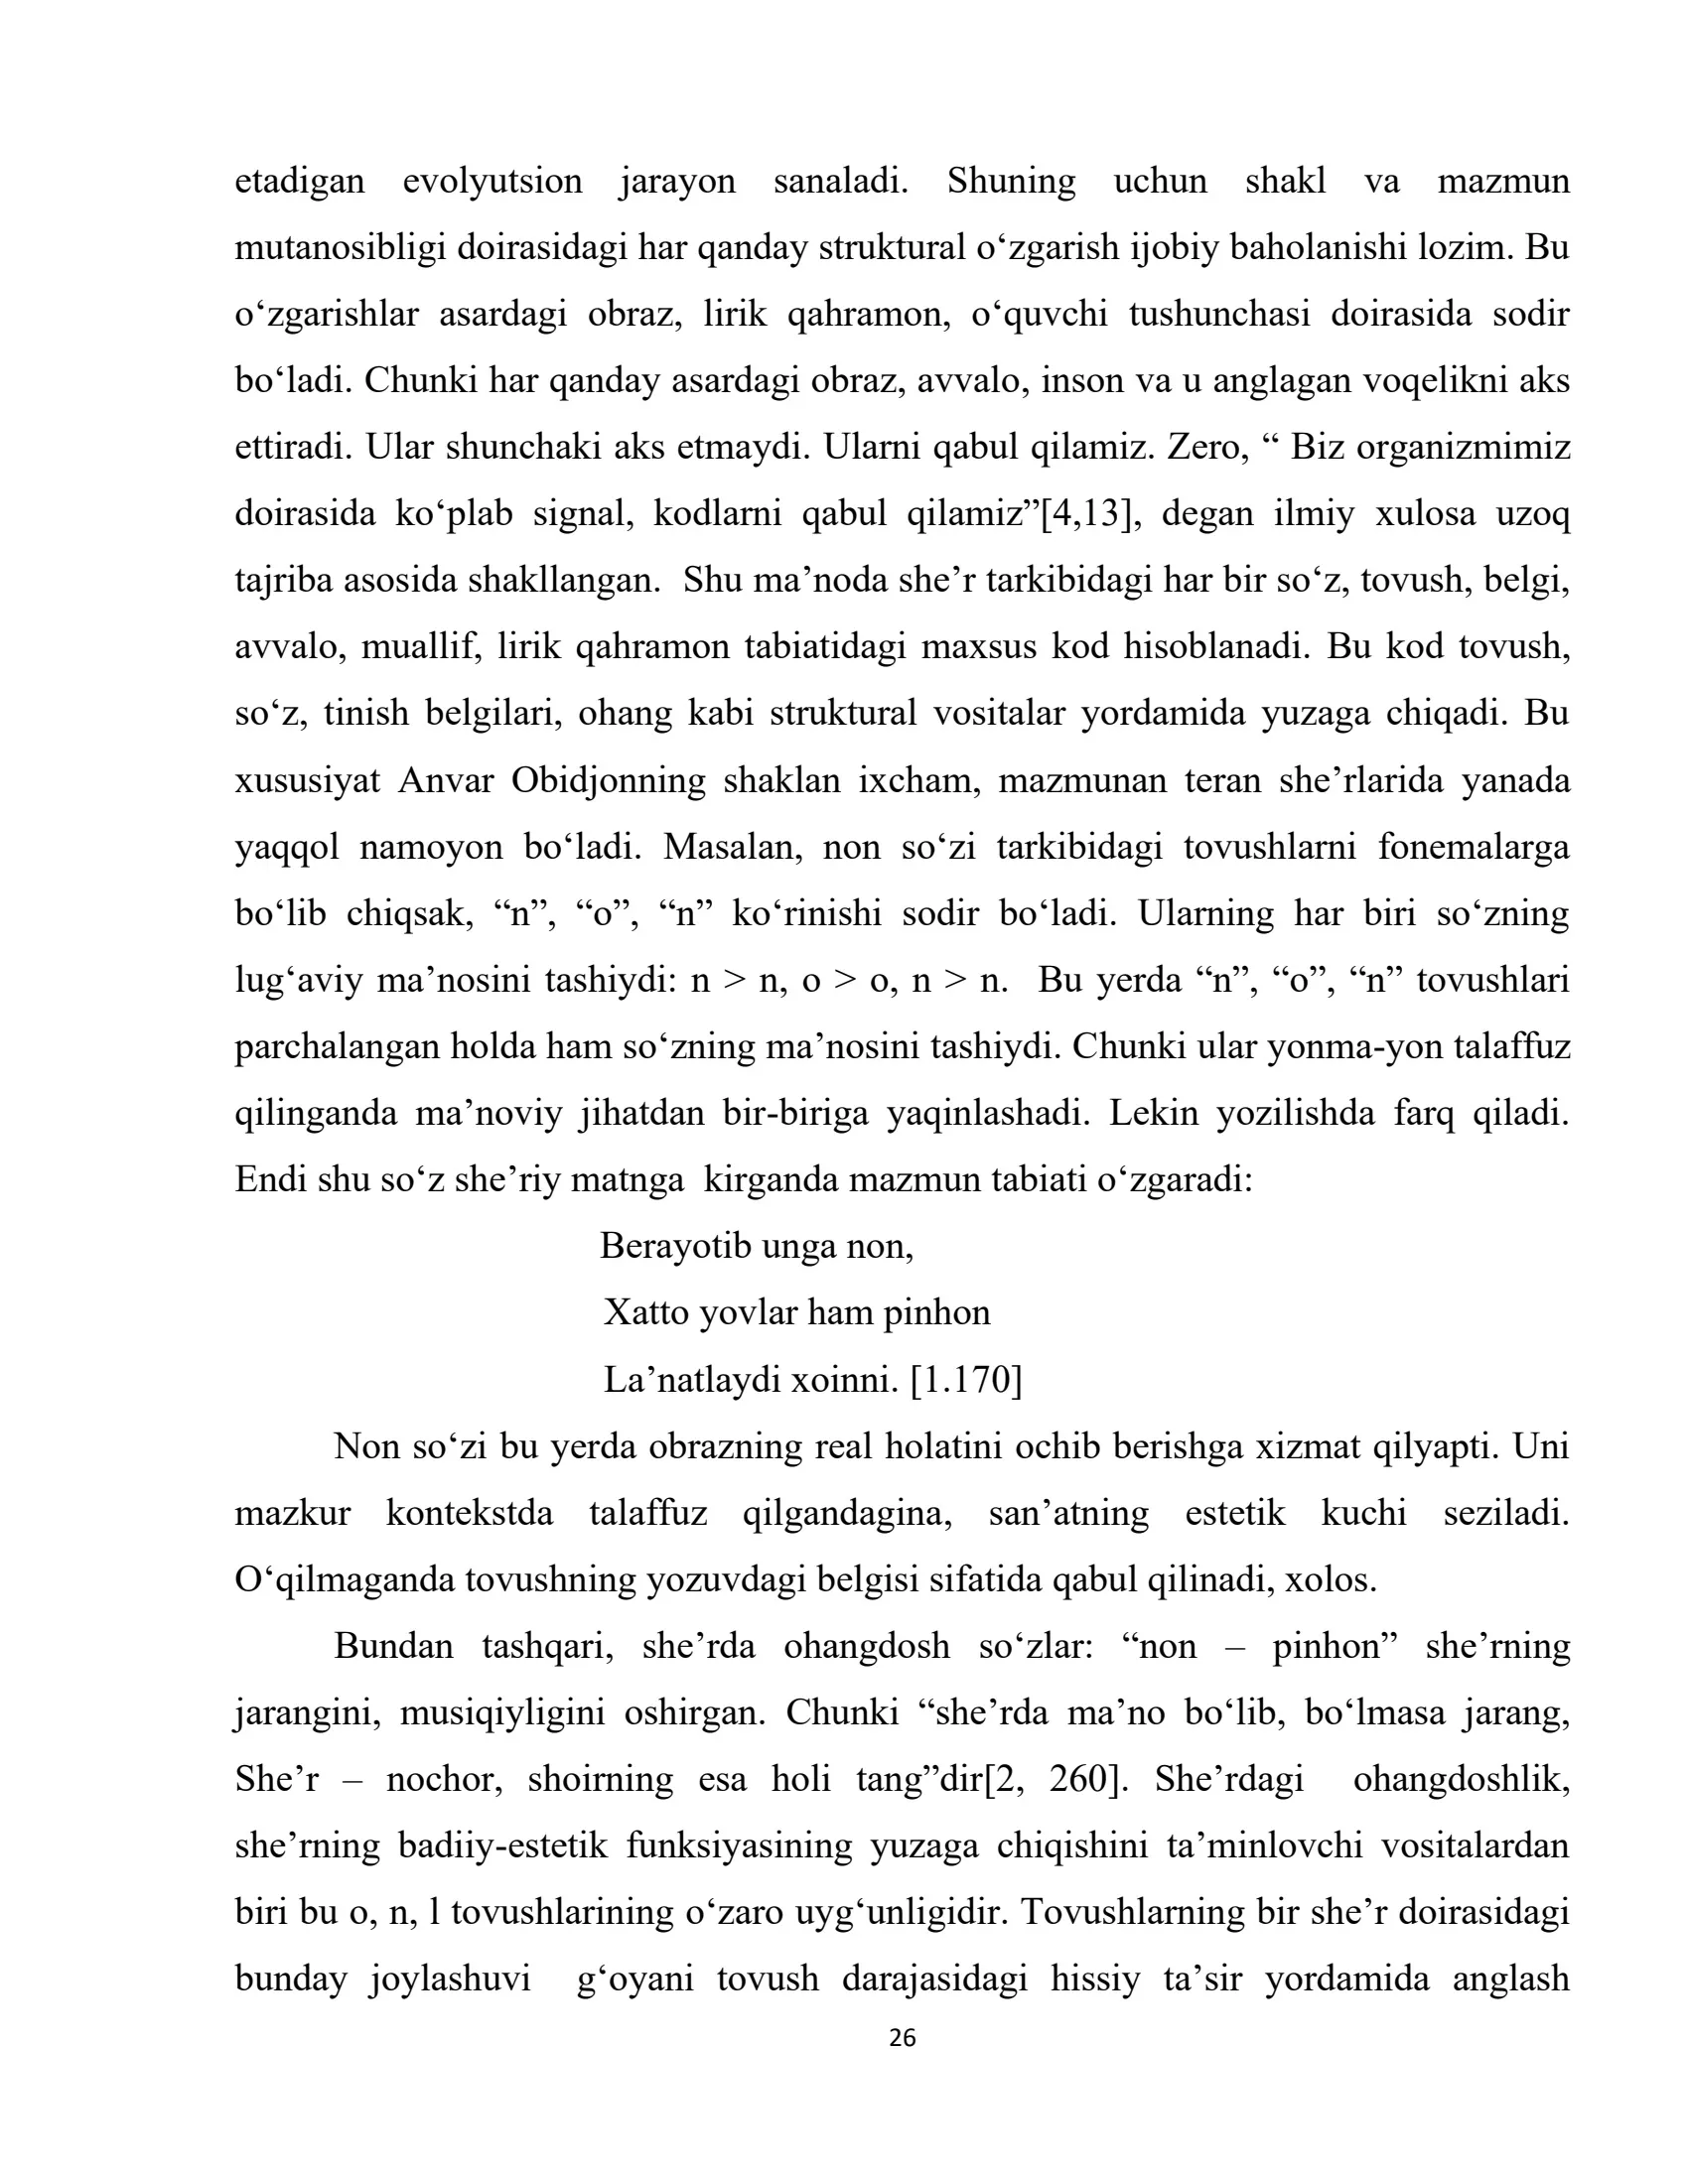 etadigan evolyutsion jarayon sanaladi. Shuning uchun shakl va mazmun
mutanosibligi doirasidagi har qanday struktural o‘zgarish ijobiy baholanishi lozim. Bu
o‘zgarishlar asardagi obraz, lirik qahramon, o‘quvchi tushunchasi doirasida sodir
bo‘ladi. Chunki har qanday asardagi obraz, avvalo, inson va u anglagan voqelikni aks
ettiradi. Ular shunchaki aks etmaydi. Ularni qabul qilamiz. Zero, “ Biz organizmimiz
doirasida ko‘plab signal, kodlarni qabul qilamiz”[4,13], degan ilmiy xulosa uzoq
tajriba asosida shakllangan.  Shu ma’noda she’r tarkibidagi har bir so‘z, tovush, belgi,
avvalo, muallif, lirik qahramon tabiatidagi maxsus kod hisoblanadi. Bu kod tovush,
so‘z, tinish belgilari, ohang kabi struktural vositalar yordamida yuzaga chiqadi. Bu
xususiyat Anvar Obidjonning shaklan ixcham, mazmunan teran she’rlarida yanada
yaqqol namoyon bo‘ladi. Masalan, non so‘zi tarkibidagi tovushlarni fonemalarga
bo‘lib chiqsak, “n”, “o”, “n” ko‘rinishi sodir bo‘ladi. Ularning har biri so‘zning
lug‘aviy ma’nosini tashiydi: n > n, o > o, n > n.  Bu yerda “n”, “o”, “n” tovushlari
parchalangan holda ham so‘zning ma’nosini tashiydi. Chunki ular yonma-yon talaffuz
qilinganda ma’noviy jihatdan bir-biriga yaqinlashadi. Lekin yozilishda farq qiladi.
Endi shu so‘z she’riy matnga  kirganda mazmun tabiati o‘zgaradi:
Berayotib unga non,
Xatto yovlar ham pinhon
La’natlaydi xoinni. [1.170]
Non so‘zi bu yerda obrazning real holatini ochib berishga xizmat qilyapti. Uni
mazkur kontekstda talaffuz qilgandagina, san’atning estetik kuchi seziladi.
O‘qilmaganda tovushning yozuvdagi belgisi sifatida qabul qilinadi, xolos.
Bundan tashqari, she’rda ohangdosh so‘zlar: “non – pinhon” she’rning
jarangini, musiqiyligini oshirgan. Chunki “she’rda ma’no bo‘lib, bo‘lmasa jarang,
She’r – nochor, shoirning esa holi tang”dir[2, 260]. She’rdagi  ohangdoshlik,
she’rning badiiy-estetik funksiyasining yuzaga chiqishini ta’minlovchi vositalardan
biri bu o, n, l tovushlarining o‘zaro uyg‘unligidir. Tovushlarning bir she’r doirasidagi
bunday joylashuvi  g‘oyani tovush darajasidagi hissiy ta’sir yordamida anglash
26